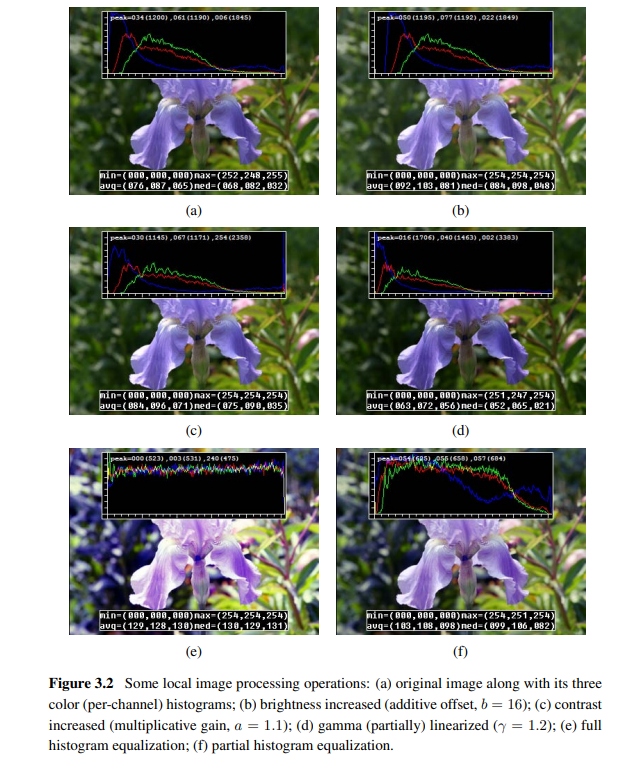 peak=034(1200),061(1190),006(1845)
peak=050(1195),077(1192),022(1849)
min=(000,000,000)max=(252,248,255)
avg=(076,087,065)med=(068,082,032)
min=(000,000,000)max=(254,254,254)
avg=(092,103,081)med=(084,098,048)
(a)
(b)
peak=030(1145),067(1171),254(2358)
peak=016(1706),040(1463),002(3383)
min=(000,000,000)max=(254,254,254)
avg=(084,096,071)med=(075,090,035)
min=(000,000,000)max=(251,247,254)
avg=(063,072,056)med=(052,065,021)
(c)
(d)
peak=000(523),003(531),240(475)
peak=054(695),055(658),057(684)
min=(000,000,000)max=(254,254,254)
avg=(129,128,130)med=(130,129,131)
min=(000,000,000)max=(254,251,254)
avg=(103,108,098)med=(099,106,082)
(e)
(f)
Figure 3.2 Some local image processing operations: (a) original image along with its three
color (per-channel) histograms; (b) brightness increased (additive offset, b = 16); (c) contrast
increased (multiplicative gain, a = 1.1); (d) gamma (partially) linearized (γ = 1.2); (e) full
histogram equalization; (f) partial histogram equalization.